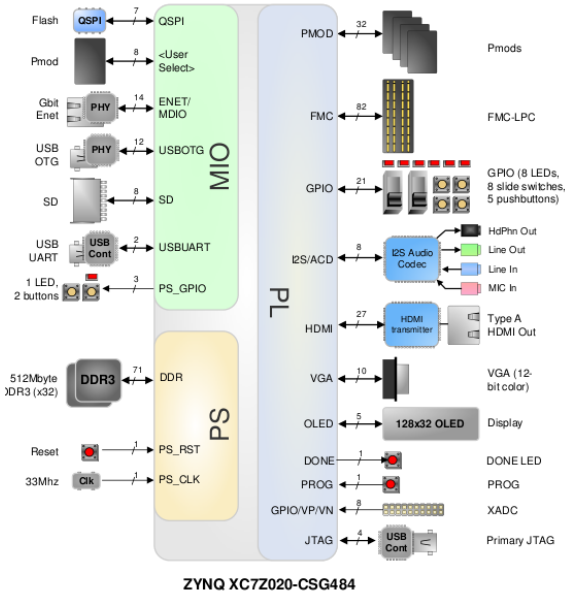 Flash
QSPI
7
QSPI
Pmod
8
<User
Select>
Gbit
Enet
PHY
14
ENET/
MDIO
USB
OTG
PHY
12
USBOTG
MIO
SD
8
SD
USB
UART
USB
Cont
2
USBUART
1 LED,
2 buttons
3
PS_GPIO
512Mbyte
DDR3 (x32)
DDR3
71
DDR
PS
Reset
1
PS_RST
33Mhz
Clk
1
PS_CLK
PL
PMOD
32
Pmods
FMC
82
FMC-LPC
GPIO
21
GPIO (8 LEDs,
8 slide switches,
5 pushbuttons)
I2S/ACD
8
I2S Audio
Codec
HdPhn Out
Line Out
Line In
MIC In
HDMI
27
HDMI
transmitter
Type A
HDMI Out
VGA
10
VGA (12-
bit color)
OLED
5
128x32 OLED
Display
DONE
1
DONE LED
PROG
1
PROG
GPIO/VP/VN
8
XADC
JTAG
4
USB
Cont
Primary JTAG
ZYNQ XC7Z020-CSG484